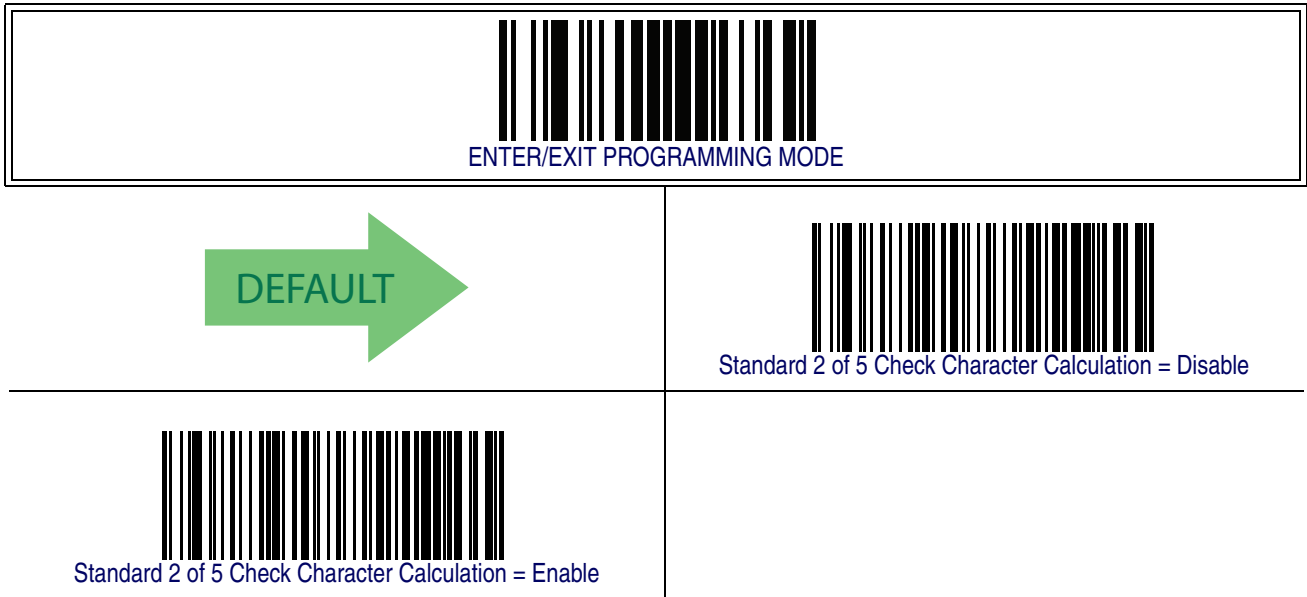 ENTER/EXIT PROGRAMMING MODE
DEFAULT
Standard 2 of 5 Check Character Calculation = Disable
Standard 2 of 5 Check Character Calculation = Enable